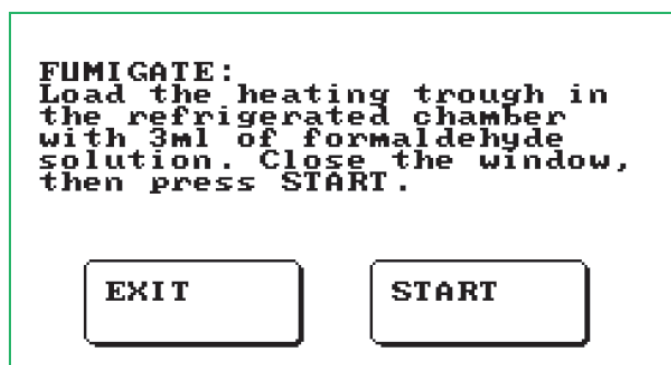 FUMIGATE:
Load the heating trough in
the refrigerated chamber
with 3ml of formaldehyde
solution. Close the window,
then press START.
EXIT
START